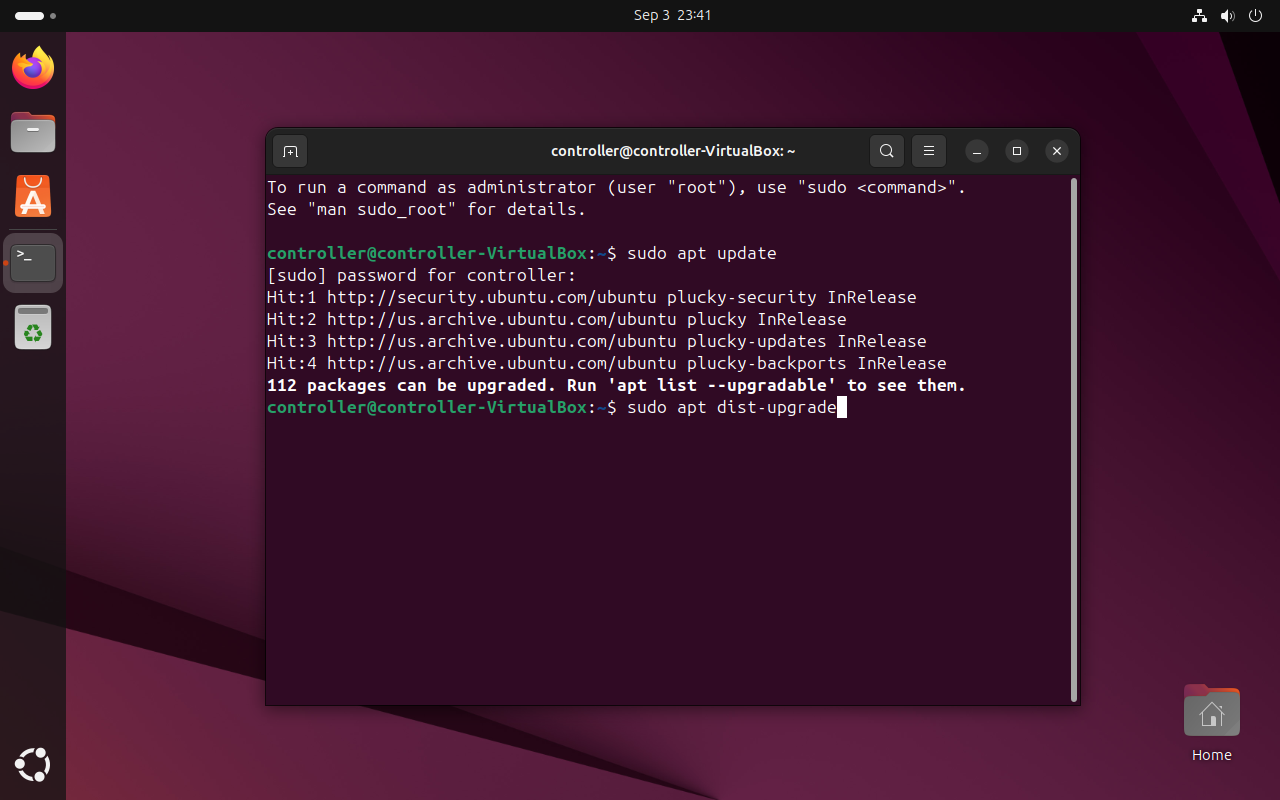 Sep 3 23:41
controller@controller-VirtualBox: ~
To run a command as administrator (user "root"), use "sudo <command>".
See "man sudo_root" for details.
controller@controller-VirtualBox:~$ sudo apt update
[sudo] password for controller:
Hit:1 http://security.ubuntu.com/ubuntu plucky-security InRelease
Hit:2 http://us.archive.ubuntu.com/ubuntu plucky InRelease
Hit:3 http://us.archive.ubuntu.com/ubuntu plucky-updates InRelease
Hit:4 http://us.archive.ubuntu.com/ubuntu plucky-backports InRelease
112 packages can be upgraded. Run 'apt list --upgradable' to see them.
controller@controller-VirtualBox:~$ sudo apt dist-upgrade
>_
Home